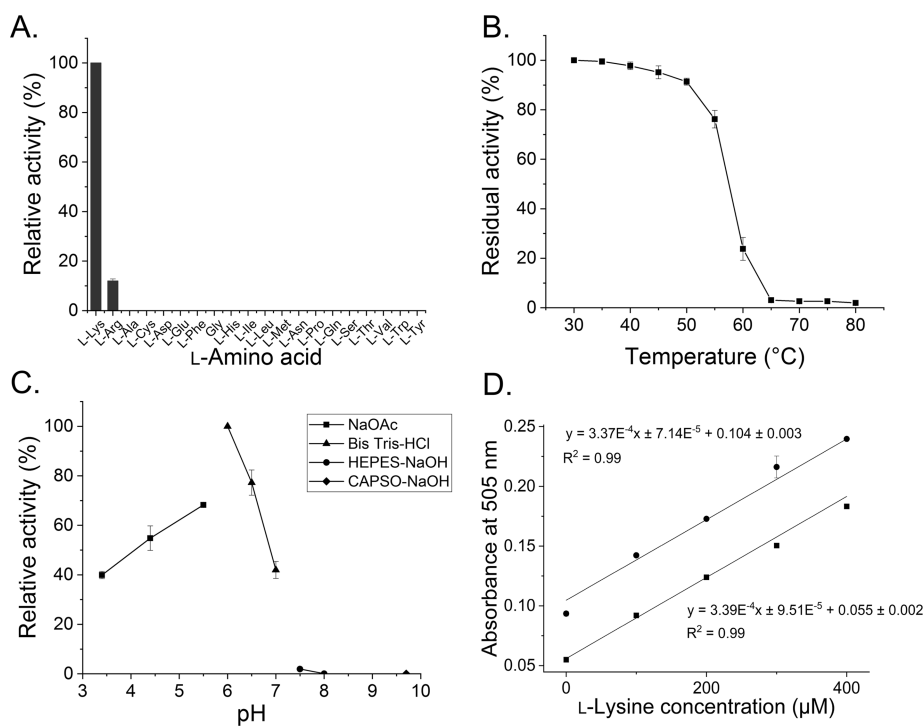 A.
Relative activity (%)
100
80
60
40
20
0
L-Lys
L-Arg
L-Ala
L-Cys
L-Asp
L-Glu
L-Phe
Gly
L-His
L-Ile
L-Leu
L-Met
L-Asn
L-Pro
L-Gln
L-Ser
L-Thr
L-Val
L-Trp
L-Tyr
L-Amino acid
B.
Residual activity (%)
100
80
60
40
20
0
30 40 50 60 70 80
Temperature (°C)
C.
Relative activity (%)
100
80
60
40
20
0
3 4 5 6 7 8 9 10
pH
NaOAc
Bis Tris-HCl
HEPES-NaOH
CAPSO-NaOH
D.
Absorbance at 505 nm
0.25
0.20
0.15
0.10
0.05
0 200 400
L-Lysine concentration (µM)
y = 3.37E⁻⁴x ± 7.14E⁻⁵ + 0.104 ± 0.003
R² = 0.99
y = 3.39E⁻⁴x ± 9.51E⁻⁵ + 0.055 ± 0.002
R² = 0.99